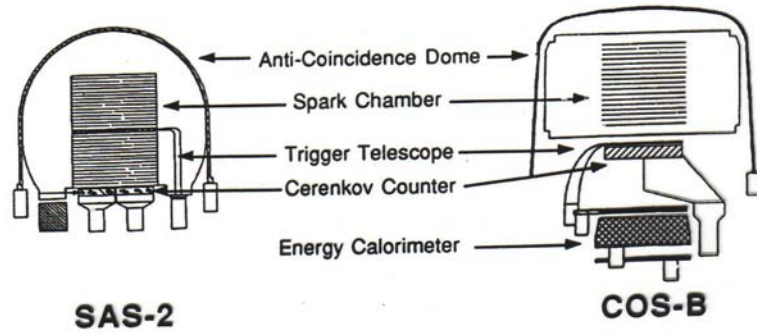 Anti-Coincidence Dome
Spark Chamber
Trigger Telescope
Cerenkov Counter
Energy Calorimeter
SAS-2
COS-B